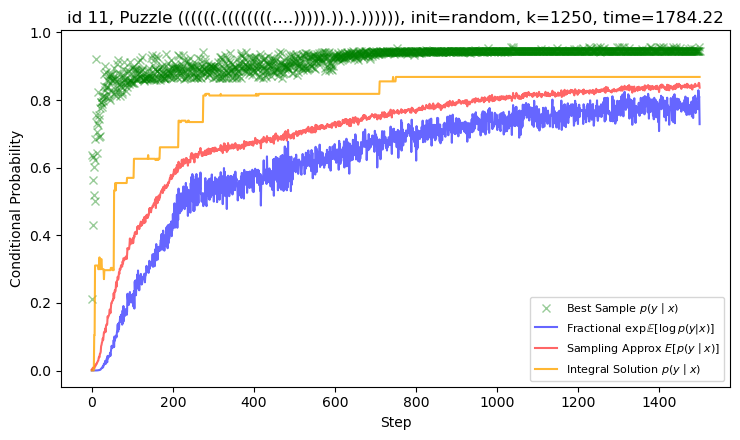 id 11, Puzzle ((((((.((((((((....))))).)).).)))))), init=random, k=1250, time=1784.22
1.0
0.8
0.6
0.4
0.2
0.0
Conditional Probability
0
200
400
600
800
1000
1200
1400
Step
Best Sample p(y | x)
Fractional exp𝔼[log p(y|x)]
Sampling Approx E[p(y | x)]
Integral Solution p(y | x)